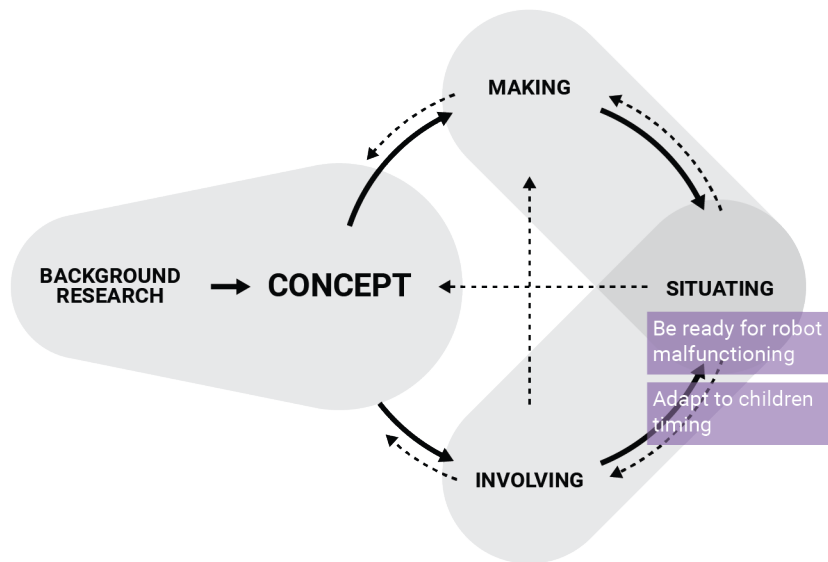 MAKING
BACKGROUND
RESEARCH
CONCEPT
SITUATING
Be ready for robot
malfunctioning
Adapt to children
timing
INVOLVING